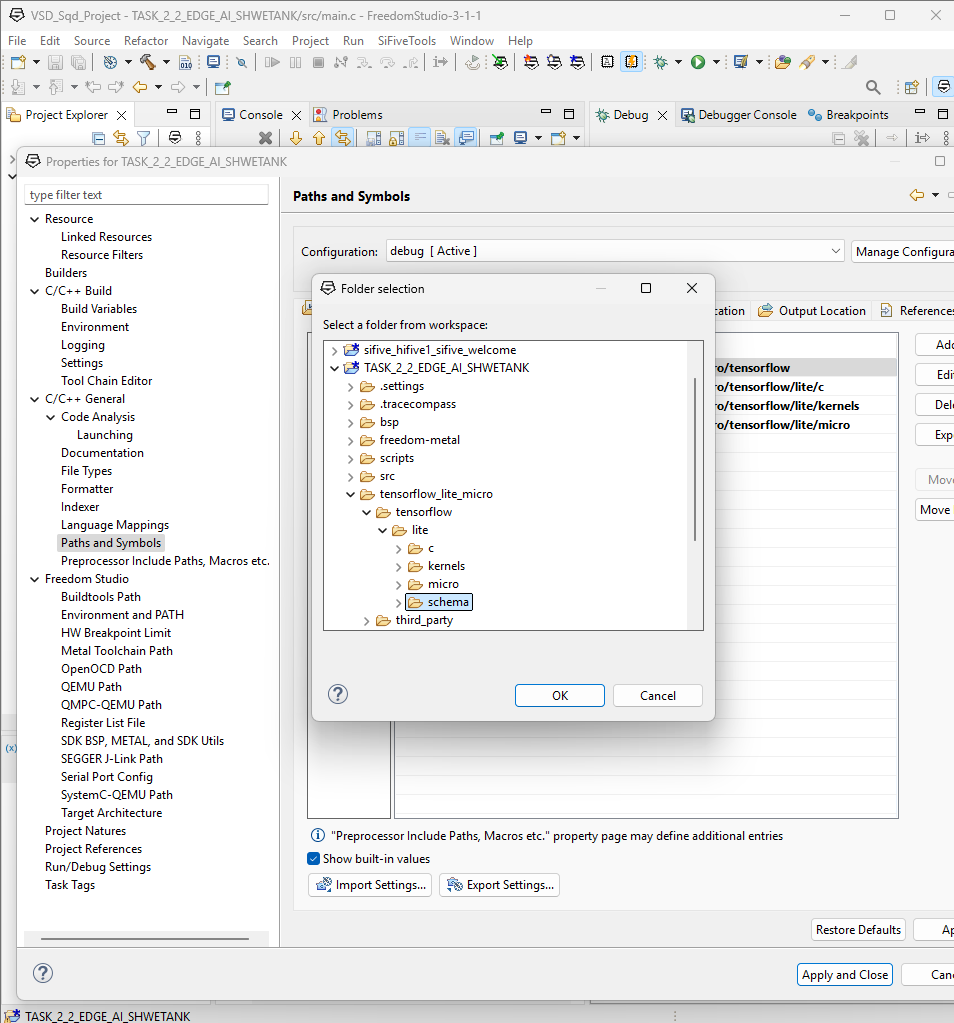 VSD_Sqd_Project - TASK_2_2_EDGE_AI_SHWETANK/src/main.c - FreedomStudio-3-1-1
File Edit Source Refactor Navigate Search Project Run SiFiveTools Window Help
Project Explorer
Console
Problems
Debug
Debugger Console
Breakpoints
Properties for TASK_2_2_EDGE_AI_SHWETANK
type filter text
Resource
Linked Resources
Resource Filters
Builders
C/C++ Build
Build Variables
Environment
Logging
Settings
Tool Chain Editor
C/C++ General
Code Analysis
Launching
Documentation
File Types
Formatter
Indexer
Language Mappings
Paths and Symbols
Preprocessor Include Paths, Macros etc.
Freedom Studio
Buildtools Path
Environment and PATH
HW Breakpoint Limit
Metal Toolchain Path
OpenOCD Path
QEMU Path
QMPC-QEMU Path
Register List File
SDK BSP, METAL, and SDK Utils
SEGGER J-Link Path
Serial Port Config
SystemC-QEMU Path
Target Architecture
Project Natures
Project References
Run/Debug Settings
Task Tags
Paths and Symbols
Configuration: debug [ Active ]
Manage Configura
cation
Output Location
References
ro/tensorflow
ro/tensorflow/lite/c
ro/tensorflow/lite/kernels
ro/tensorflow/lite/micro
Add
Edi
Del
Exp
Move
Move
Folder selection
Select a folder from workspace:
sifive_hifive1_sifive_welcome
TASK_2_2_EDGE_AI_SHWETANK
.settings
.tracecompass
bsp
freedom-metal
scripts
src
tensorflow_lite_micro
tensorflow
lite
c
kernels
micro
schema
third_party
OK
Cancel
"Preprocessor Include Paths, Macros etc." property page may define additional entries
Show built-in values
Import Settings...
Export Settings...
Restore Defaults
Ap
Apply and Close
Can
TASK_2_2_EDGE_AI_SHWETANK